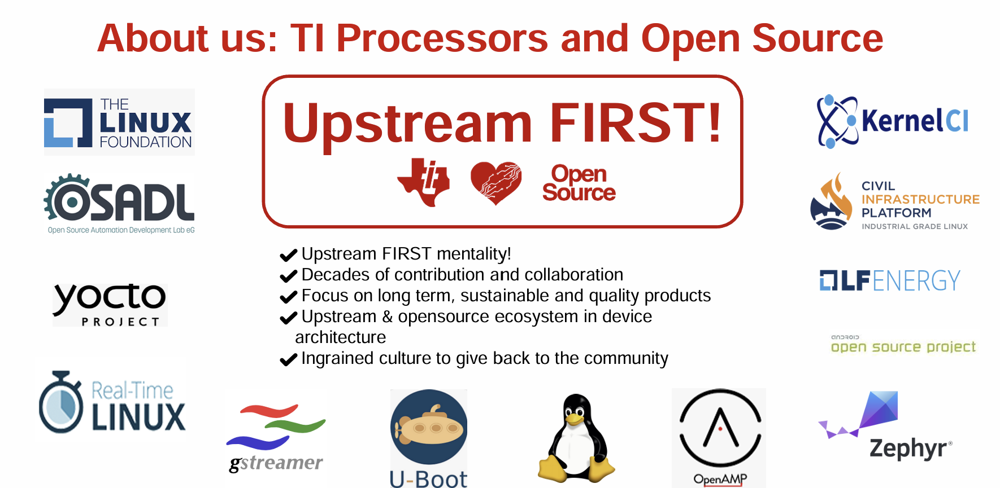 About us: TI Processors and Open Source
THE
LINUX
FOUNDATION
OSADL
Open Source Automation Development Lab eG
yocto
PROJECT
Real-Time
LINUX
Upstream FIRST!
ti
Open
Source
Upstream FIRST mentality!
Decades of contribution and collaboration
Focus on long term, sustainable and quality products
Upstream & opensource ecosystem in device
architecture
Ingrained culture to give back to the community
KernelCI
CIVIL
INFRASTRUCTURE
PLATFORM
INDUSTRIAL GRADE LINUX
LFENERGY
ANDROID
open source project
gstreamer
U-Boot
OpenAMP
Zephyr®